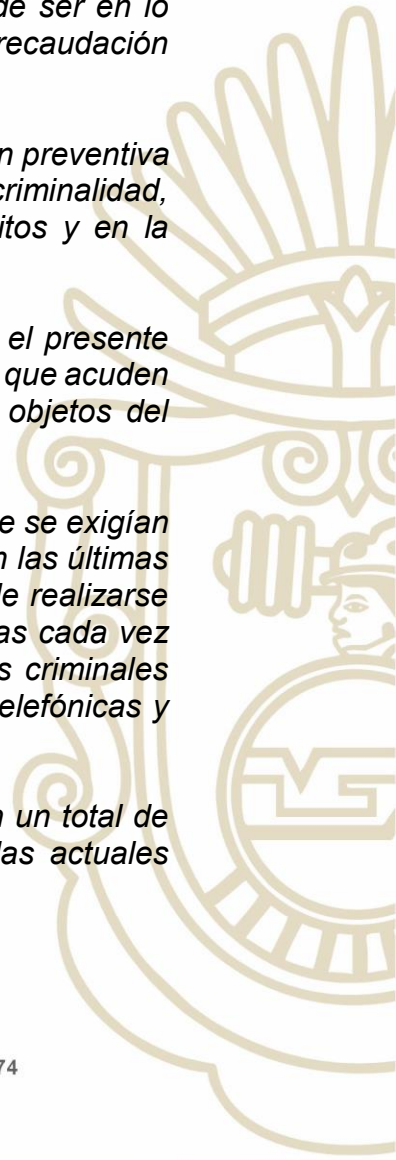 de ser en lo
recaudación
n preventiva
criminalidad,
itos y en la
el presente
que acuden
objetos del
e se exigían
n las últimas
le realizarse
as cada vez
s criminales
elefónicas y
n un total de
las actuales
74